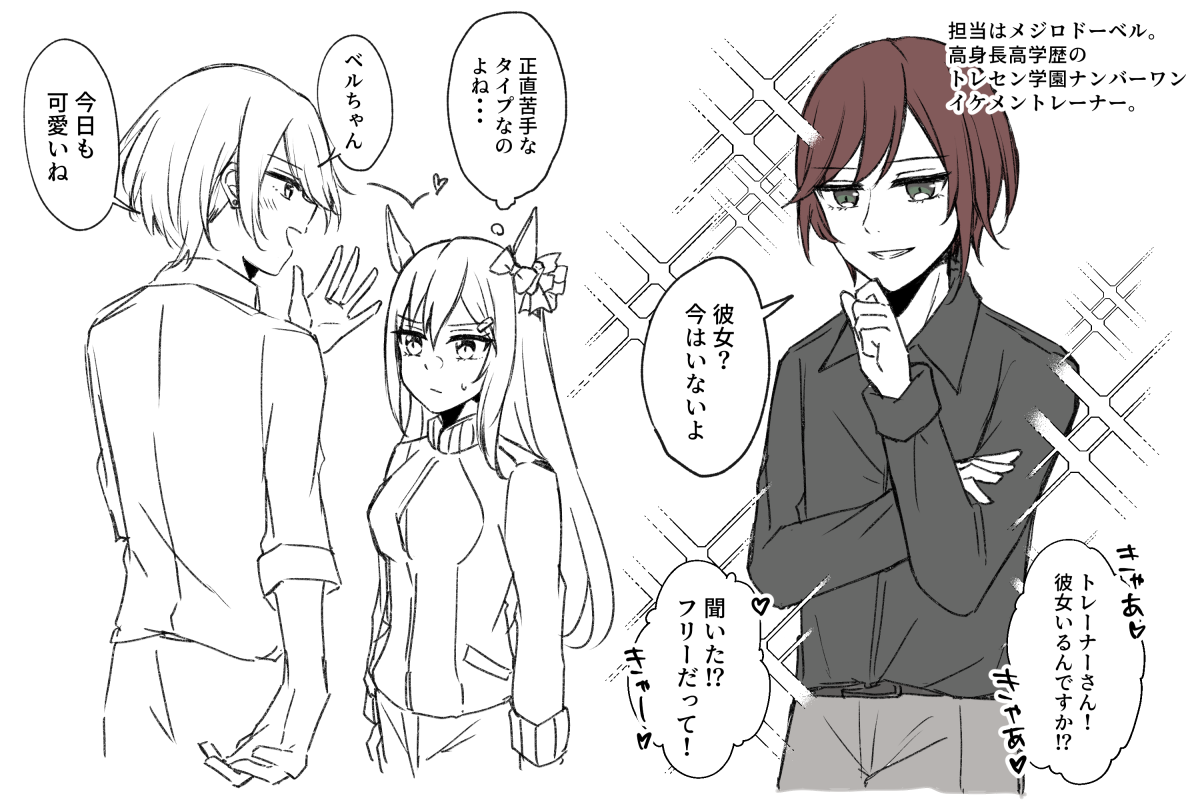 担当はメジロドーベル。
高身長高学歴の
トレセン学園ナンバーワン
イケメントレーナー。
トレーナーさん!
彼女いるんですか!?
きゃあ♥
きゃあ♥
彼女?
今はいないよ
聞いた!?
フリーだって!
きゃー♥
正直苦手な
タイプなの
よね・・・
ベルちゃん
今日も
可愛いね